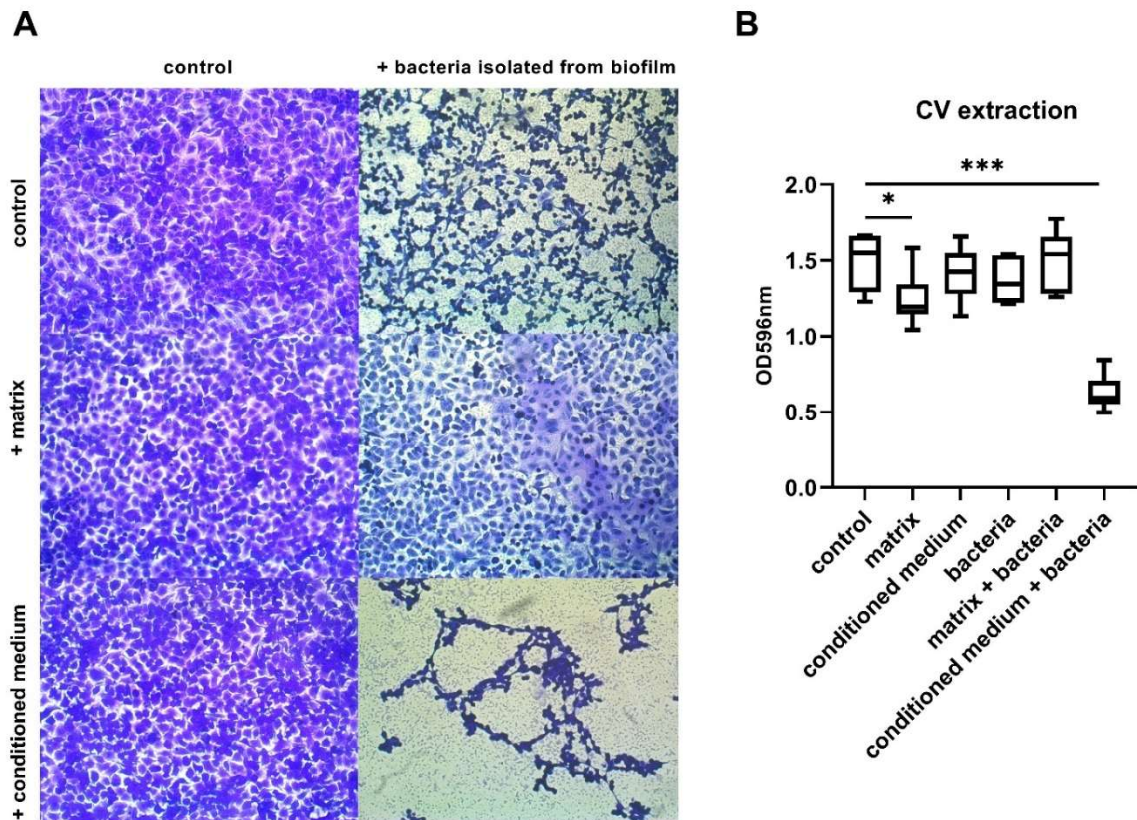 A
control
+ bacteria isolated from biofilm
control
+ matrix
+ conditioned medium
B
CV extraction
***
*
OD596nm
2.0
1.5
1.0
0.5
0.0
control
matrix
conditioned medium
bacteria
matrix + bacteria
conditioned medium + bacteria